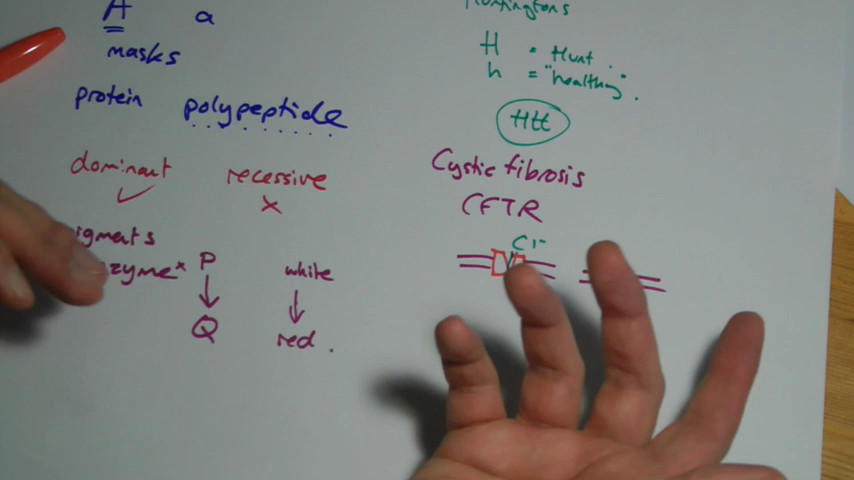 A a
masks
protein polypeptide
dominant recessive
P white
Q red.
Huntingtons
H = Hunt.
h = "healthy".
Htt
Cystic fibrosis
CFTR
Cl-